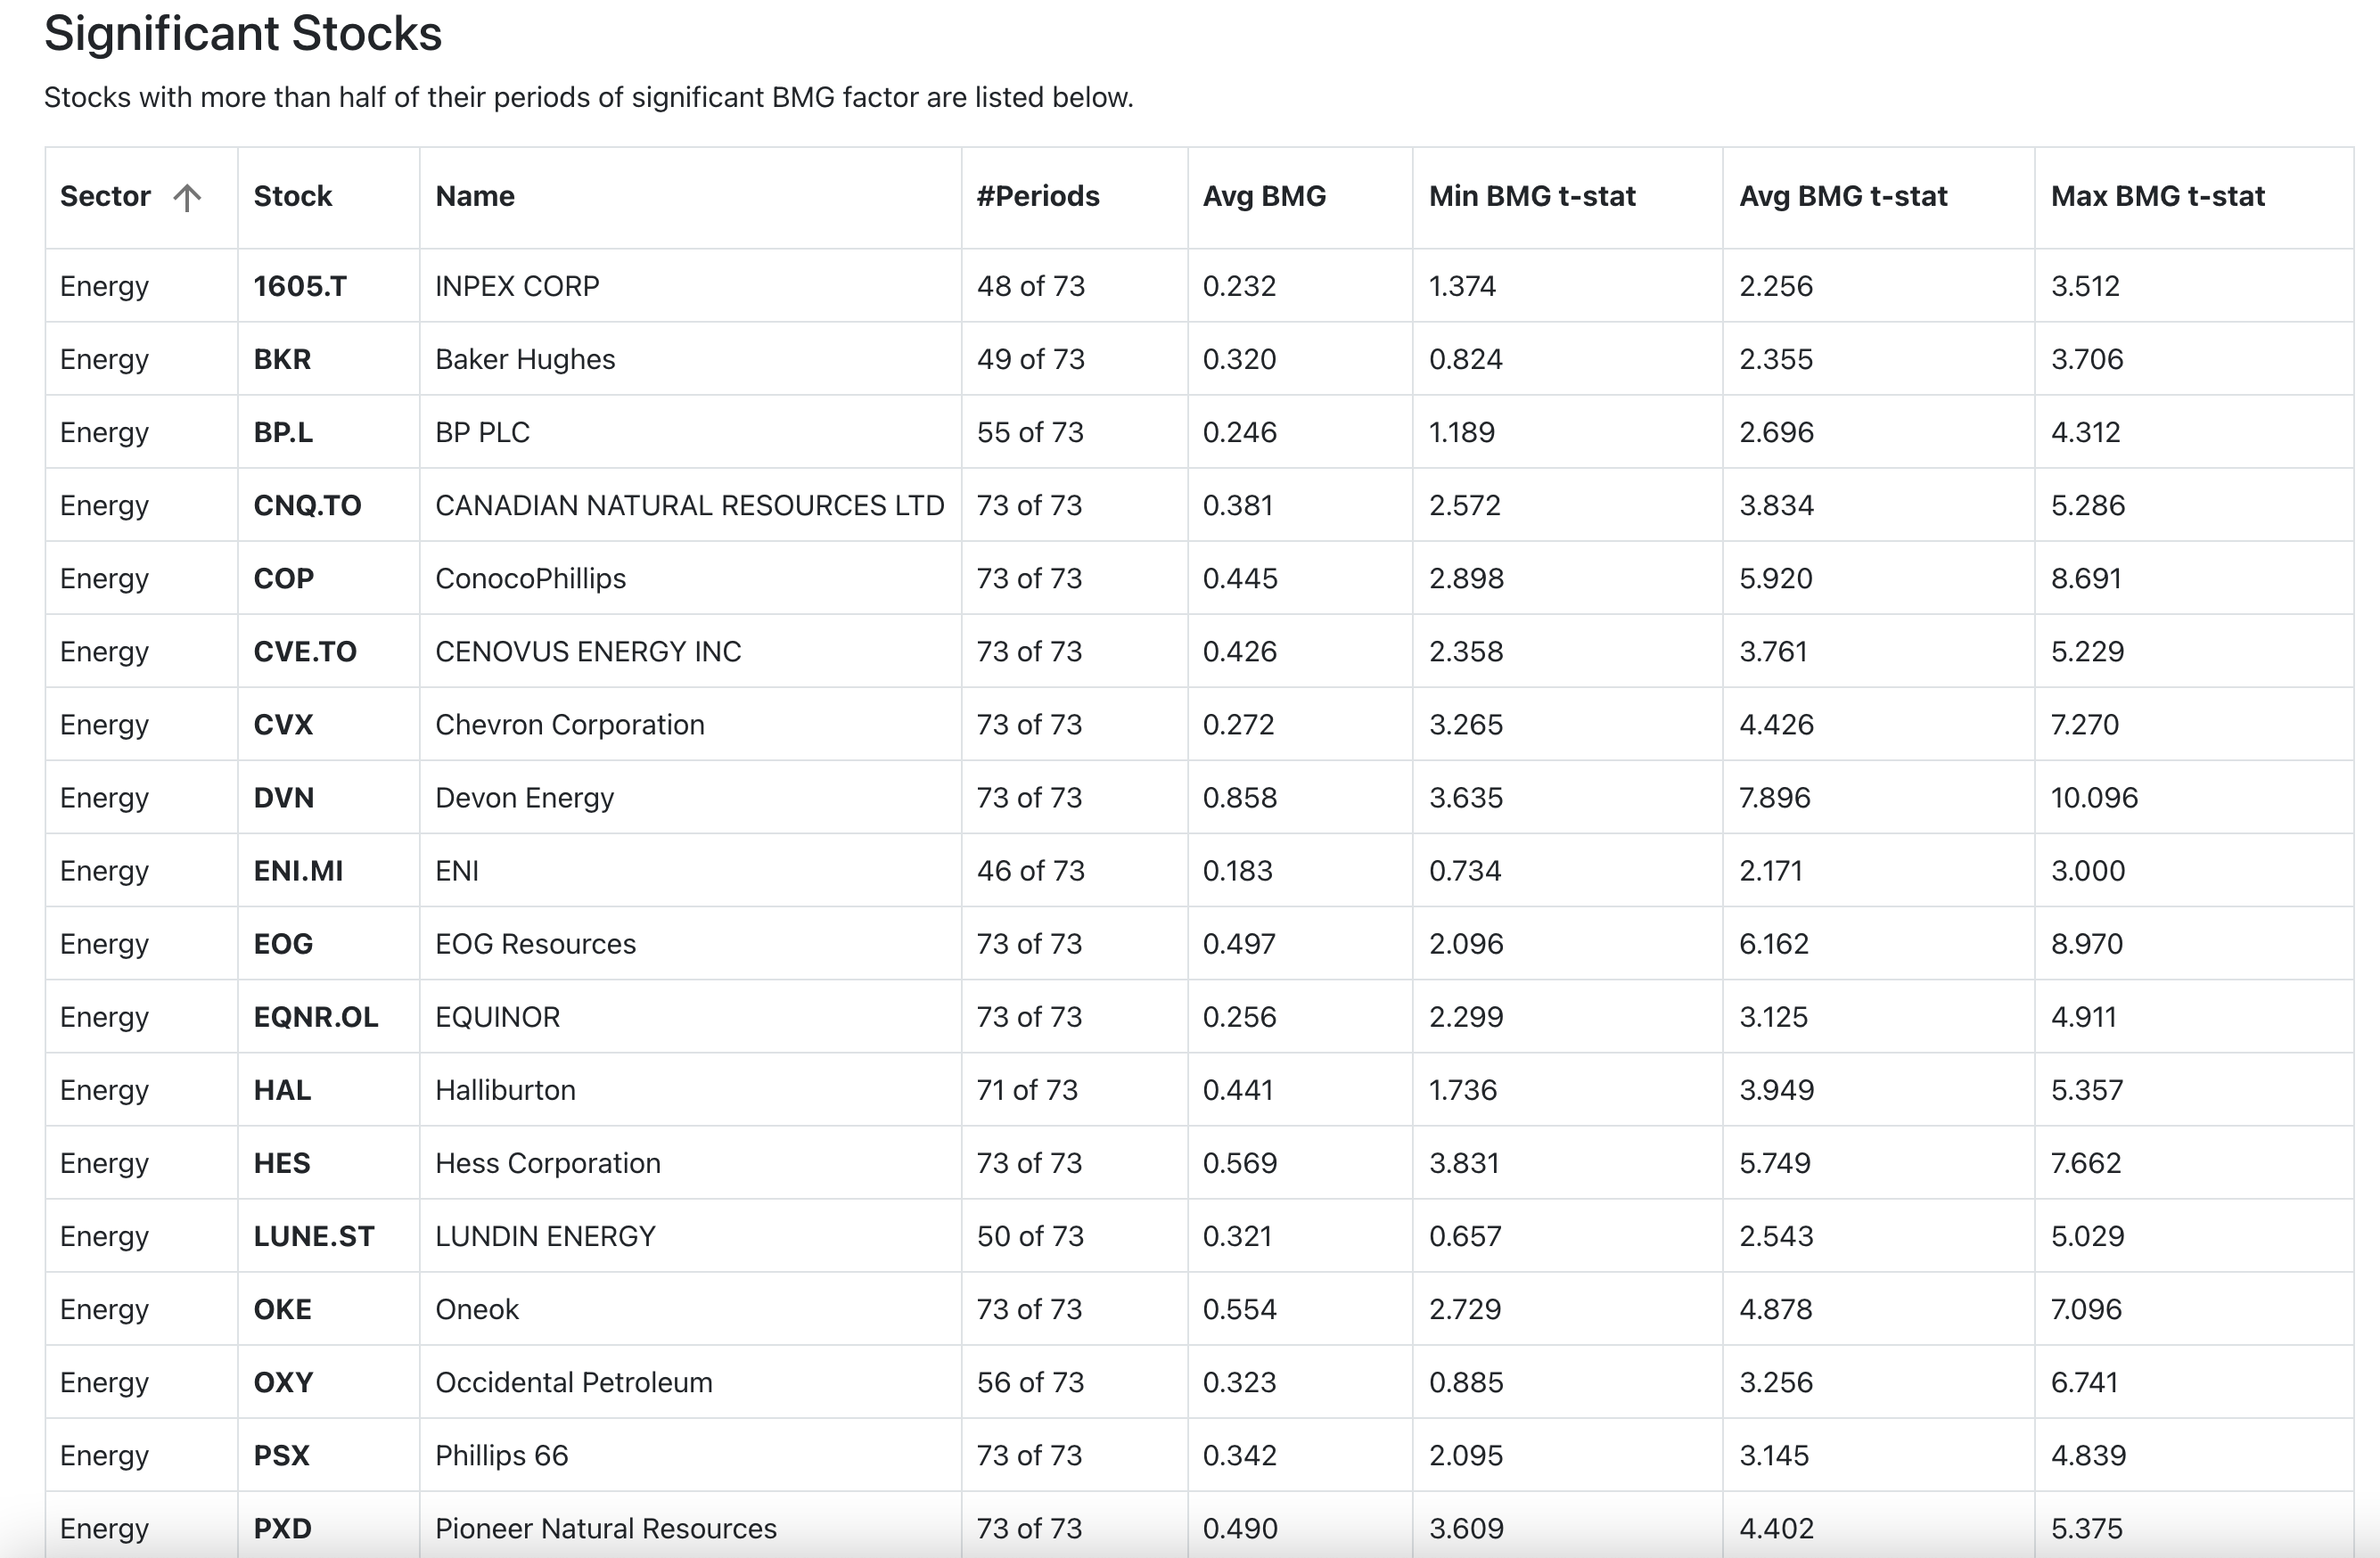 Significant Stocks
Stocks with more than half of their periods of significant BMG factor are listed below.
Sector Stock Name #Periods Avg BMG Min BMG t-stat Avg BMG t-stat Max BMG t-stat
Energy 1605.T INPEX CORP 48 of 73 0.232 1.374 2.256 3.512
Energy BKR Baker Hughes 49 of 73 0.320 0.824 2.355 3.706
Energy BP.L BP PLC 55 of 73 0.246 1.189 2.696 4.312
Energy CNQ.TO CANADIAN NATURAL RESOURCES LTD 73 of 73 0.381 2.572 3.834 5.286
Energy COP ConocoPhillips 73 of 73 0.445 2.898 5.920 8.691
Energy CVE.TO CENOVUS ENERGY INC 73 of 73 0.426 2.358 3.761 5.229
Energy CVX Chevron Corporation 73 of 73 0.272 3.265 4.426 7.270
Energy DVN Devon Energy 73 of 73 0.858 3.635 7.896 10.096
Energy ENI.MI ENI 46 of 73 0.183 0.734 2.171 3.000
Energy EOG EOG Resources 73 of 73 0.497 2.096 6.162 8.970
Energy EQNR.OL EQUINOR 73 of 73 0.256 2.299 3.125 4.911
Energy HAL Halliburton 71 of 73 0.441 1.736 3.949 5.357
Energy HES Hess Corporation 73 of 73 0.569 3.831 5.749 7.662
Energy LUNE.ST LUNDIN ENERGY 50 of 73 0.321 0.657 2.543 5.029
Energy OKE Oneok 73 of 73 0.554 2.729 4.878 7.096
Energy OXY Occidental Petroleum 56 of 73 0.323 0.885 3.256 6.741
Energy PSX Phillips 66 73 of 73 0.342 2.095 3.145 4.839
Energy PXD Pioneer Natural Resources 73 of 73 0.490 3.609 4.402 5.375